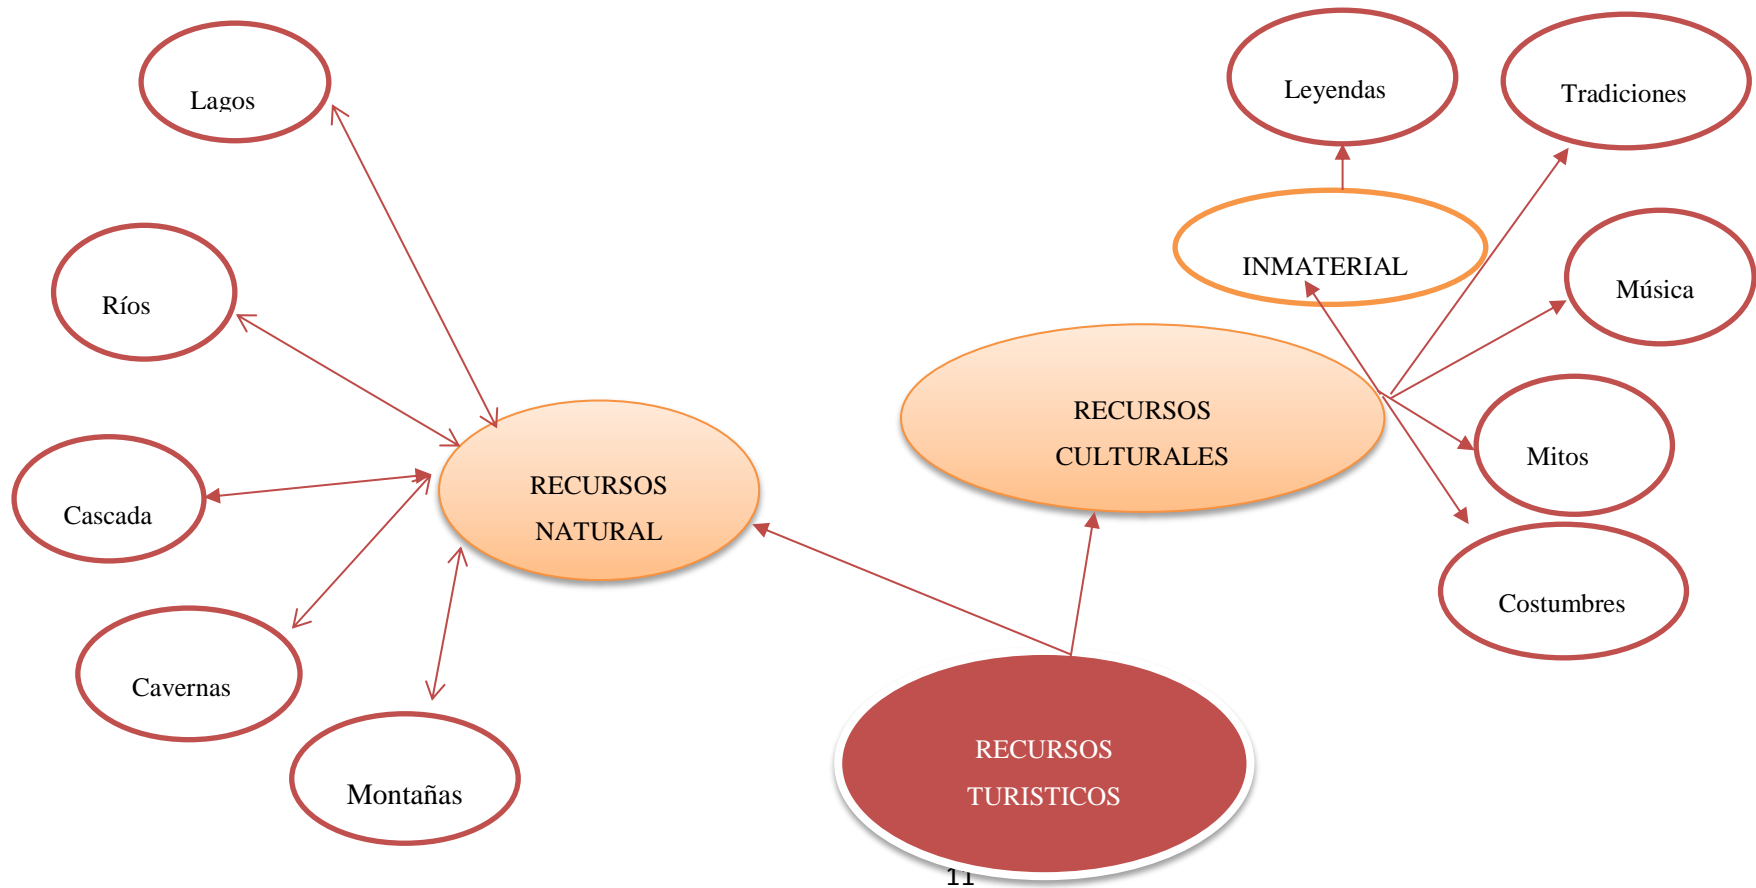 Leyendas
Tradiciones
Lagos
INMATERIAL
Música
Ríos
RECURSOS
CULTURALES
Mitos
RECURSOS
NATURAL
Cascada
Costumbres
Cavernas
RECURSOS
TURISTICOS
Montañas
11